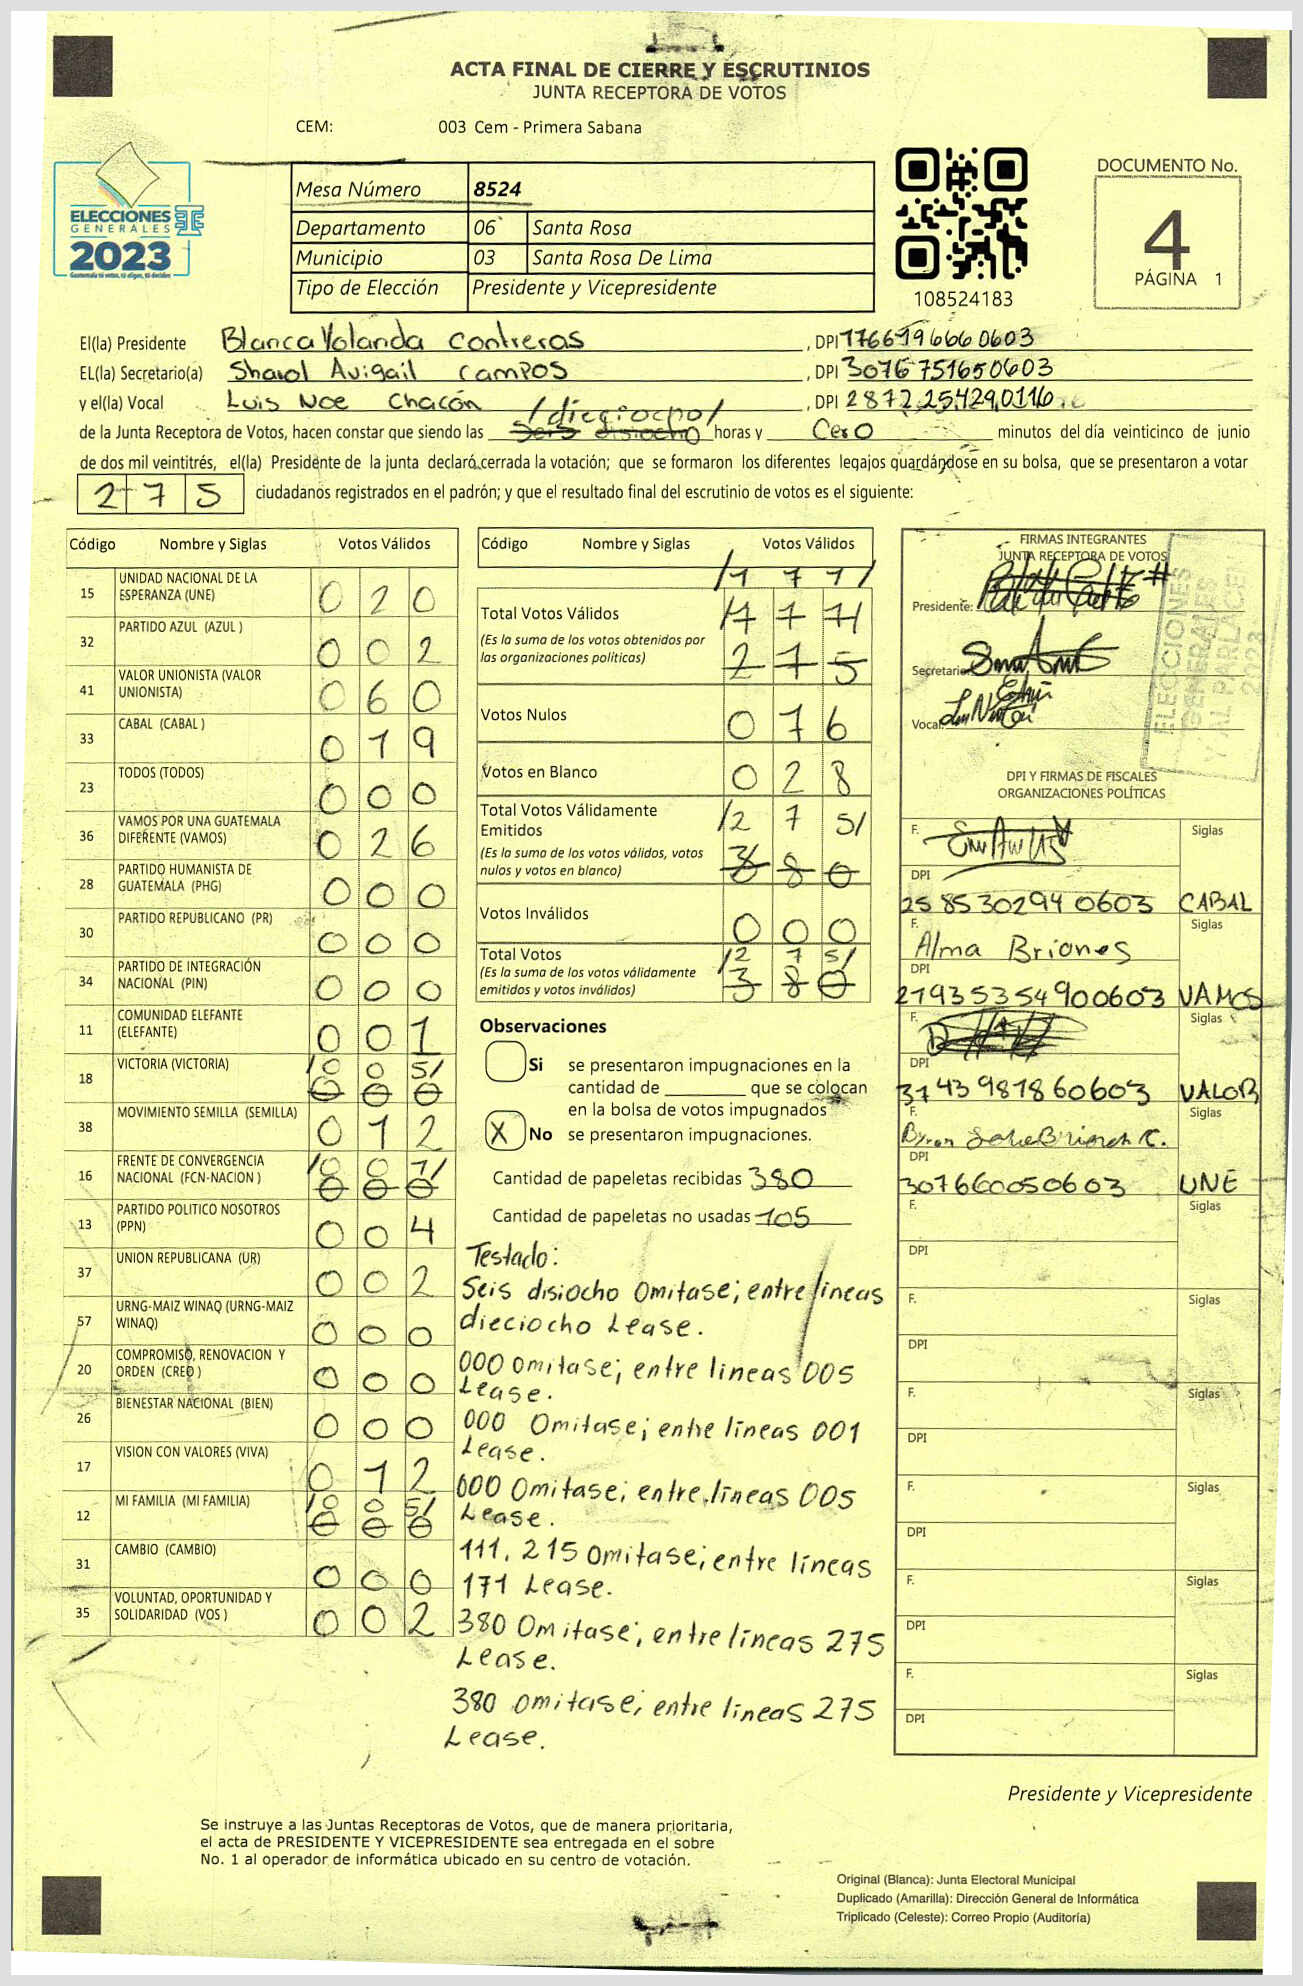 ACTA FINAL DE CIERRE Y ESCRUTINIOS
JUNTA RECEPTORA DE VOTOS
CEM: 003 Cem - Primera Sabana
ELECCIONES
GENERALES
2023
Guatemala tú votas, tú eliges, tú decides
Mesa Número 8524
Departamento 06 Santa Rosa
Municipio 03 Santa Rosa De Lima
Tipo de Elección Presidente y Vicepresidente
108524183
DOCUMENTO No.
4
PÁGINA 1
El(la) Presidente Blanca Yolanda Contreras , DPI 1766196660603
EL(la) Secretario(a) Sharol Avigail Campos , DPI 3076751650603
y el(la) Vocal Luis Noe Chacón , DPI 2872254290116
/dieciocho/
de la Junta Receptora de Votos, hacen constar que siendo las Seis disiocho horas y Cero minutos del día veinticinco de junio
de dos mil veintitrés, el(la) Presidente de la junta declaró cerrada la votación; que se formaron los diferentes legajos guardándose en su bolsa, que se presentaron a votar
275 ciudadanos registrados en el padrón; y que el resultado final del escrutinio de votos es el siguiente:
Código Nombre y Siglas Votos Válidos
15 UNIDAD NACIONAL DE LA ESPERANZA (UNE) 0 2 0
32 PARTIDO AZUL (AZUL ) 0 0 2
41 VALOR UNIONISTA (VALOR UNIONISTA) 0 6 0
33 CABAL (CABAL ) 0 1 9
23 TODOS (TODOS) 0 0 0
36 VAMOS POR UNA GUATEMALA DIFERENTE (VAMOS) 0 2 6
28 PARTIDO HUMANISTA DE GUATEMALA (PHG) 0 0 0
30 PARTIDO REPUBLICANO (PR) 0 0 0
34 PARTIDO DE INTEGRACIÓN NACIONAL (PIN) 0 0 0
11 COMUNIDAD ELEFANTE (ELEFANTE) 0 0 1
18 VICTORIA (VICTORIA) /0 0 5/
0 0 0
38 MOVIMIENTO SEMILLA (SEMILLA) 0 1 2
16 FRENTE DE CONVERGENCIA NACIONAL (FCN-NACION ) /0 0 1/
0 0 0
13 PARTIDO POLITICO NOSOTROS (PPN) 0 0 4
37 UNION REPUBLICANA (UR) 0 0 2
57 URNG-MAIZ WINAQ (URNG-MAIZ WINAQ) 0 0 0
20 COMPROMISO, RENOVACION Y ORDEN (CREO ) 0 0 0
26 BIENESTAR NACIONAL (BIEN) 0 0 0
17 VISION CON VALORES (VIVA) 0 1 2
12 MI FAMILIA (MI FAMILIA) /0 0 5/
0 0 0
31 CAMBIO (CAMBIO) 0 0 0
35 VOLUNTAD, OPORTUNIDAD Y SOLIDARIDAD (VOS ) 0 0 2
Código Nombre y Siglas Votos Válidos
/1 7 1/
Total Votos Válidos
(Es la suma de los votos obtenidos por
las organizaciones políticas) 2 7 5
Votos Nulos 0 7 6
Votos en Blanco 0 2 8
Total Votos Válidamente
Emitidos /2 7 5/
(Es la suma de los votos válidos, votos
nulos y votos en blanco) 3 8 0
Votos Inválidos 0 0 0
Total Votos /2 7 5/
(Es la suma de los votos válidamente
emitidos y votos inválidos) 3 8 0
Observaciones
Si se presentaron impugnaciones en la
cantidad de ________ que se colocan
en la bolsa de votos impugnados
X No se presentaron impugnaciones.
Cantidad de papeletas recibidas 380
Cantidad de papeletas no usadas 105
Testado:
Seis disiocho Omitase; entre lineas
dieciocho Lease.
000 omitase; entre lineas 005
Lease.
000 Omitase; entre lineas 001
Lease.
000 Omitase; entre lineas 005
Lease.
111, 215 Omitase; entre lineas
171 Lease.
380 Omitase; entre lineas 275
Lease.
380 omitase; entre lineas 275
Lease.
FIRMAS INTEGRANTES
JUNTA RECEPTORA DE VOTOS
Presidente:
Secretario
Vocal
ELECCIONES
GENERALES
Y AL PARLACEN
2023
DPI Y FIRMAS DE FISCALES
ORGANIZACIONES POLÍTICAS
F. Siglas
DPI
2585302940603 CABAL
F. Alma Briones Siglas
DPI
2793535490603 VAMOS
F. Siglas
DPI
3743981860603 VALOR
F. Siglas
DPI
307660050603 UNE
F. Siglas
DPI
F. Siglas
DPI
F. Siglas
DPI
F. Siglas
DPI
F. Siglas
DPI
F. Siglas
DPI
Presidente y Vicepresidente
Se instruye a las Juntas Receptoras de Votos, que de manera prioritaria,
el acta de PRESIDENTE Y VICEPRESIDENTE sea entregada en el sobre
No. 1 al operador de informática ubicado en su centro de votación.
Original (Blanca): Junta Electoral Municipal
Duplicado (Amarilla): Dirección General de Informática
Triplicado (Celeste): Correo Propio (Auditoría)